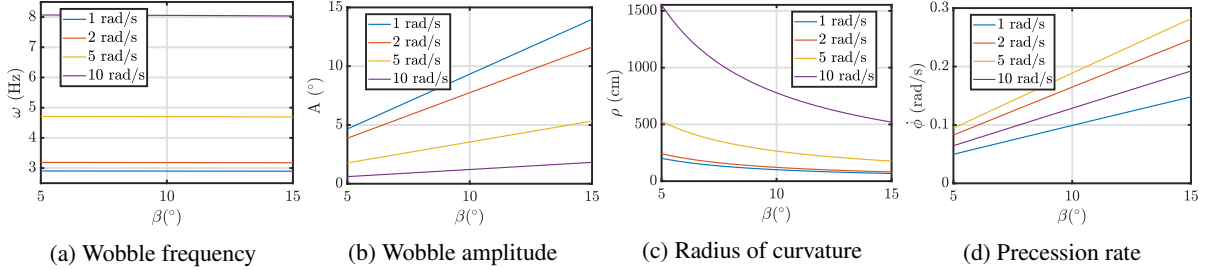 8
7
6
5
4
3
ω (Hz)
1 rad/s
2 rad/s
5 rad/s
10 rad/s
5
10
15
β(°)
15
10
5
0
A (°)
1 rad/s
2 rad/s
5 rad/s
10 rad/s
5
10
15
β(°)
1500
1000
500
0
ρ (cm)
1 rad/s
2 rad/s
5 rad/s
10 rad/s
5
10
15
β(°)
0.3
0.2
0.1
0
ϕ̇ (rad/s)
1 rad/s
2 rad/s
5 rad/s
10 rad/s
5
10
15
β(°)
(a) Wobble frequency
(b) Wobble amplitude
(c) Radius of curvature
(d) Precession rate